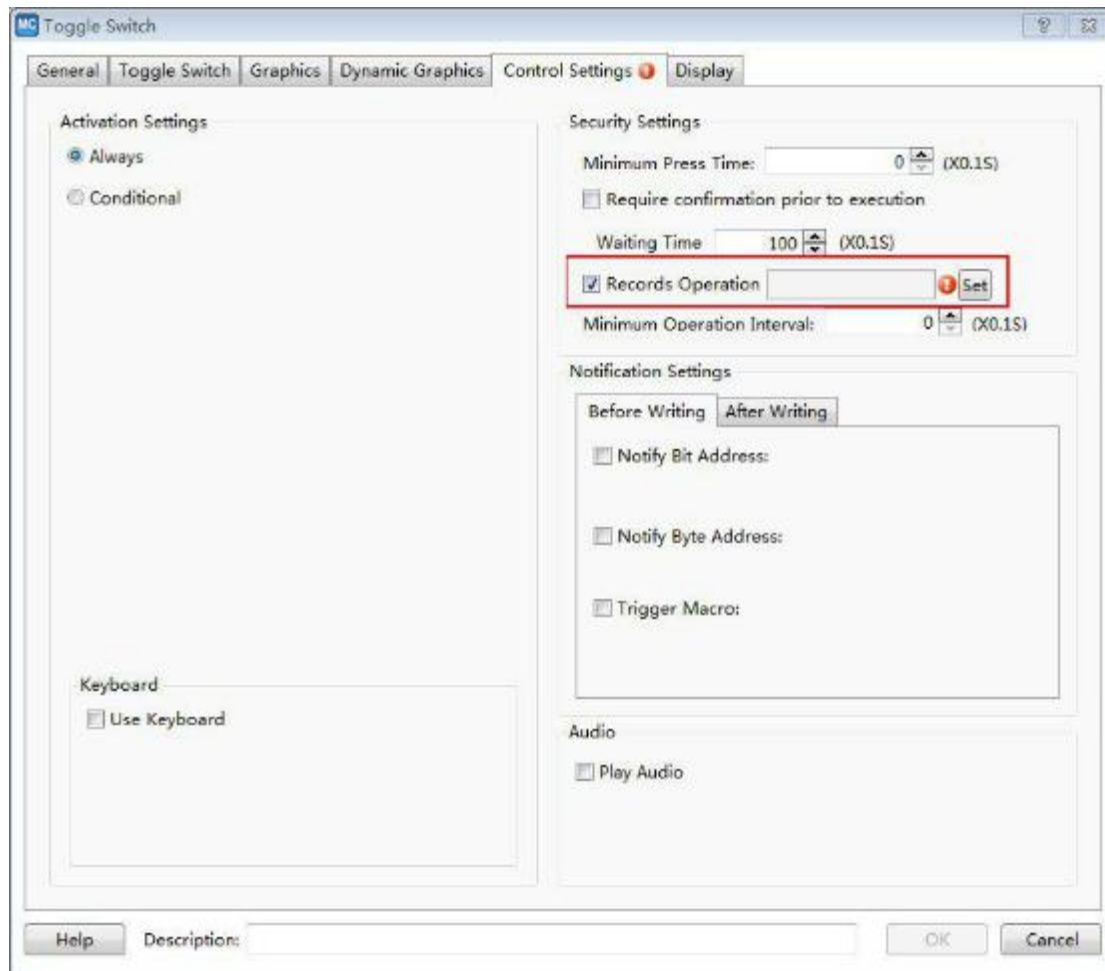 MC Toggle Switch
General Toggle Switch Graphics Dynamic Graphics Control Settings Display
Activation Settings
Always
Conditional
Keyboard
Use Keyboard
Security Settings
Minimum Press Time: 0 (X0.1S)
Require confirmation prior to execution
Waiting Time 100 (X0.1S)
Records Operation Set
Minimum Operation Interval: 0 (X0.1S)
Notification Settings
Before Writing After Writing
Notify Bit Address:
Notify Byte Address:
Trigger Macro:
Audio
Play Audio
Help Description: OK Cancel